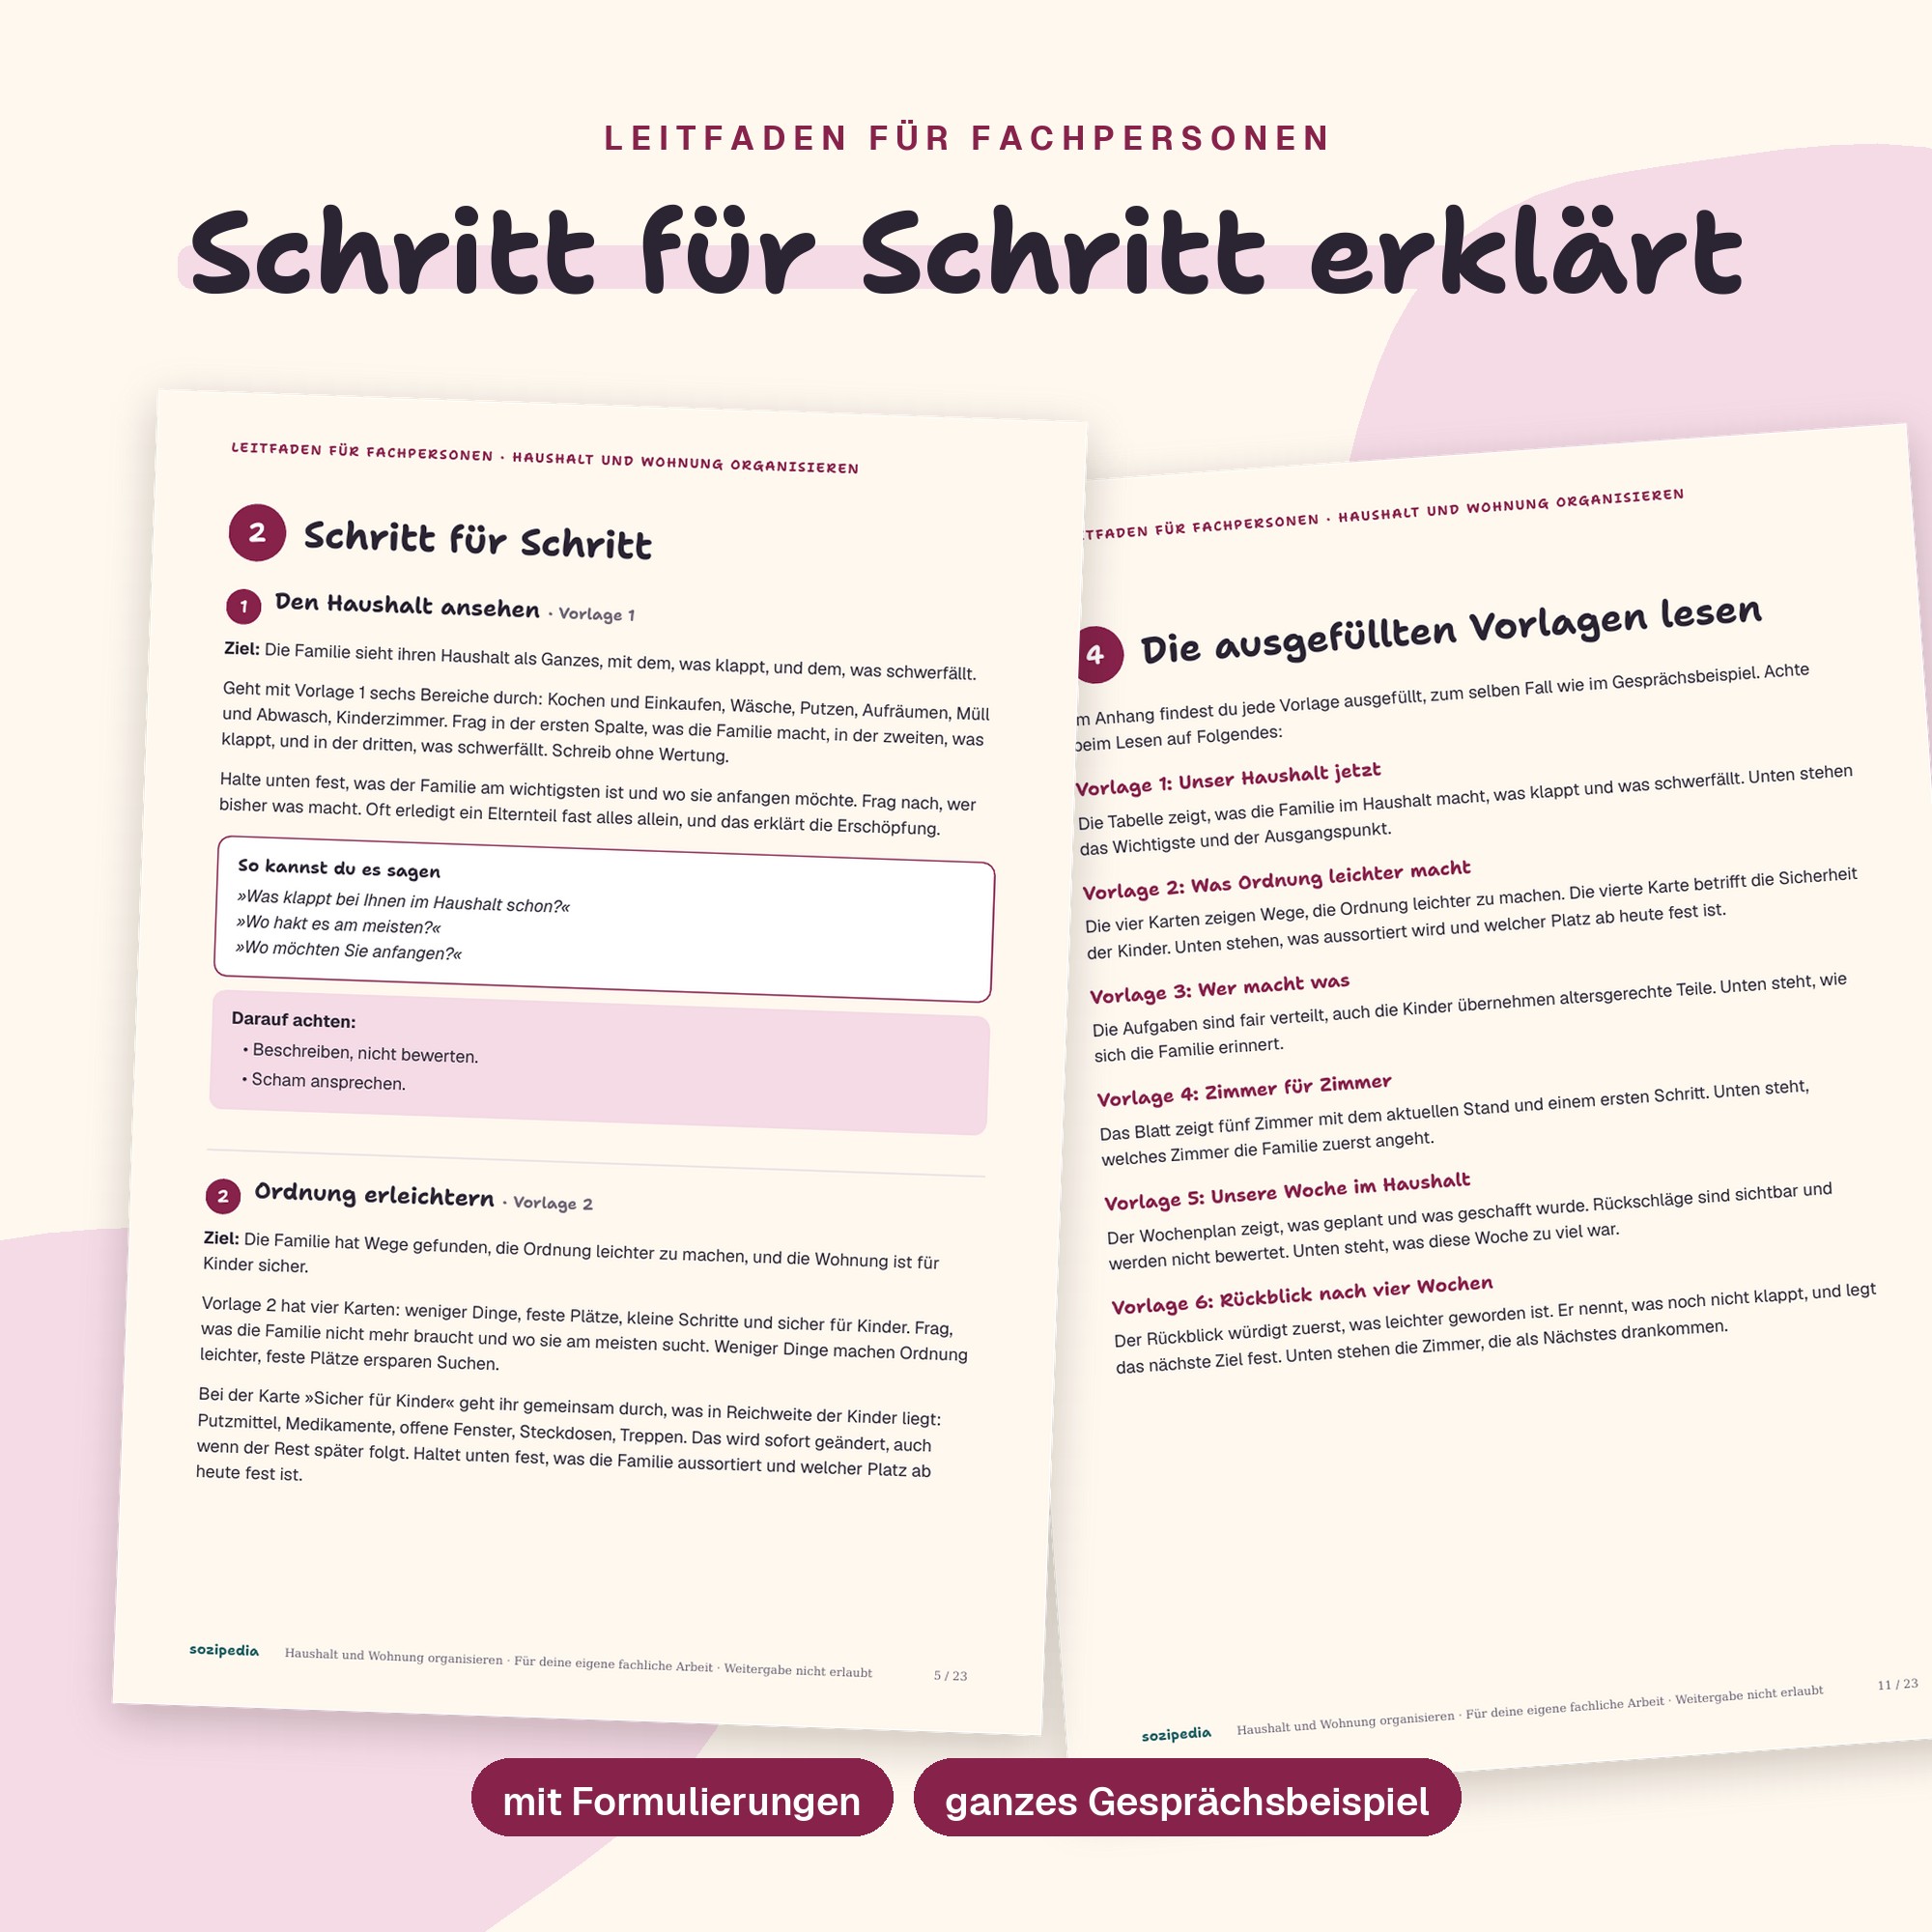 LEITFADEN FÜR FACHPERSONEN
Schritt für Schritt erklärt
LEITFADEN FÜR FACHPERSONEN · HAUSHALT UND WOHNUNG ORGANISIEREN
2 Schritt für Schritt
1 Den Haushalt ansehen · Vorlage 1
Ziel: Die Familie sieht ihren Haushalt als Ganzes, mit dem, was klappt, und dem, was schwerfällt.
Geht mit Vorlage 1 sechs Bereiche durch: Kochen und Einkaufen, Wäsche, Putzen, Aufräumen, Müll
und Abwasch, Kinderzimmer. Frag in der ersten Spalte, was die Familie macht, in der zweiten, was
klappt, und in der dritten, was schwerfällt. Schreib ohne Wertung.
Halte unten fest, was der Familie am wichtigsten ist und wo sie anfangen möchte. Frag nach, wer
bisher was macht. Oft erledigt ein Elternteil fast alles allein, und das erklärt die Erschöpfung.
So kannst du es sagen
»Was klappt bei Ihnen im Haushalt schon?«
»Wo hakt es am meisten?«
»Wo möchten Sie anfangen?«
Darauf achten:
• Beschreiben, nicht bewerten.
• Scham ansprechen.
2 Ordnung erleichtern · Vorlage 2
Ziel: Die Familie hat Wege gefunden, die Ordnung leichter zu machen, und die Wohnung ist für
Kinder sicher.
Vorlage 2 hat vier Karten: weniger Dinge, feste Plätze, kleine Schritte und sicher für Kinder. Frag,
was die Familie nicht mehr braucht und wo sie am meisten sucht. Weniger Dinge machen Ordnung
leichter, feste Plätze ersparen Suchen.
Bei der Karte »Sicher für Kinder« geht ihr gemeinsam durch, was in Reichweite der Kinder liegt:
Putzmittel, Medikamente, offene Fenster, Steckdosen, Treppen. Das wird sofort geändert, auch
wenn der Rest später folgt. Haltet unten fest, was die Familie aussortiert und welcher Platz ab
heute fest ist.
sozipedia Haushalt und Wohnung organisieren · Für deine eigene fachliche Arbeit · Weitergabe nicht erlaubt 5 / 23
FÜR FACHPERSONEN · HAUSHALT UND WOHNUNG ORGANISIEREN
4 Die ausgefüllten Vorlagen lesen
Anhang findest du jede Vorlage ausgefüllt, zum selben Fall wie im Gesprächsbeispiel. Achte
beim Lesen auf Folgendes:
Vorlage 1: Unser Haushalt jetzt
Die Tabelle zeigt, was die Familie im Haushalt macht, was klappt und was schwerfällt. Unten stehen
das Wichtigste und der Ausgangspunkt.
Vorlage 2: Was Ordnung leichter macht
Die vier Karten zeigen Wege, die Ordnung leichter zu machen. Die vierte Karte betrifft die Sicherheit
der Kinder. Unten stehen, was aussortiert wird und welcher Platz ab heute fest ist.
Vorlage 3: Wer macht was
Die Aufgaben sind fair verteilt, auch die Kinder übernehmen altersgerechte Teile. Unten steht, wie
sich die Familie erinnert.
Vorlage 4: Zimmer für Zimmer
Das Blatt zeigt fünf Zimmer mit dem aktuellen Stand und einem ersten Schritt. Unten steht,
welches Zimmer die Familie zuerst angeht.
Vorlage 5: Unsere Woche im Haushalt
Der Wochenplan zeigt, was geplant und was geschafft wurde. Rückschläge sind sichtbar und
werden nicht bewertet. Unten steht, was diese Woche zu viel war.
Vorlage 6: Rückblick nach vier Wochen
Der Rückblick würdigt zuerst, was leichter geworden ist. Er nennt, was noch nicht klappt, und legt
das nächste Ziel fest. Unten stehen die Zimmer, die als Nächstes drankommen.
sozipedia Haushalt und Wohnung organisieren · Für deine eigene fachliche Arbeit · Weitergabe nicht erlaubt 11 / 23
mit Formulierungen
ganzes Gesprächsbeispiel